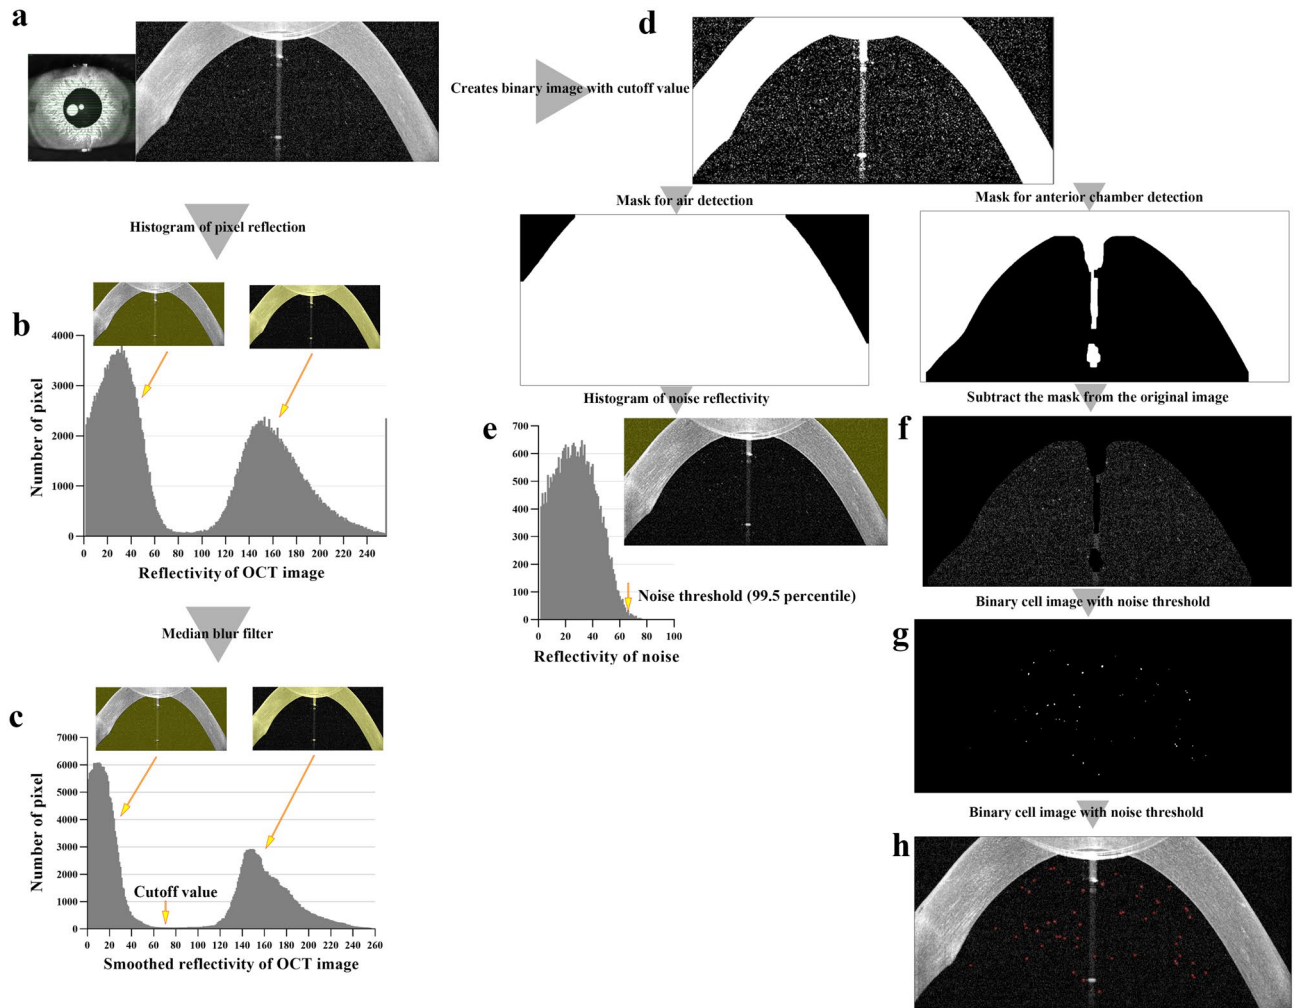 a
Histogram of pixel reflection
b
4000
3000
2000
1000
0
Number of pixel
0 20 40 60 80 100 120 140 160 180 200 220 240
Reflectivity of OCT image
Median blur filter
c
7000
6000
5000
4000
3000
2000
1000
0
Number of pixel
Cutoff value
0 20 40 60 80 100 120 140 160 180 200 220 240 260
Smoothed reflectivity of OCT image
Creates binary image with cutoff value
d
Mask for air detection
Mask for anterior chamber detection
Histogram of noise reflectivity
e
700
600
500
400
300
200
100
0
Number of pixel
0 20 40 60 80 100
Noise threshold (99.5 percentile)
Reflectivity of noise
Subtract the mask from the original image
f
Binary cell image with noise threshold
g
Binary cell image with noise threshold
h